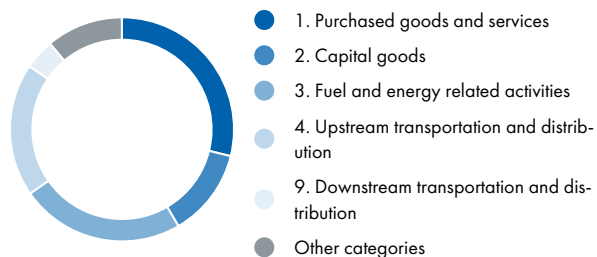 1. Purchased goods and services
2. Capital goods
3. Fuel and energy related activities
4. Upstream transportation and distrib-
ution
9. Downstream transportation and dis-
tribution
Other categories